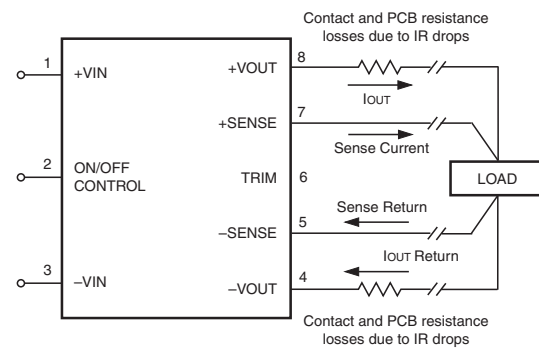 Contact and PCB resistance
losses due to IR drops
8
1
+VIN
+VOUT
IOUT
7
+SENSE
Sense Current
2
ON/OFF
CONTROL
TRIM
6
LOAD
Sense Return
5
–SENSE
IOUT Return
3
–VIN
4
–VOUT
Contact and PCB resistance
losses due to IR drops